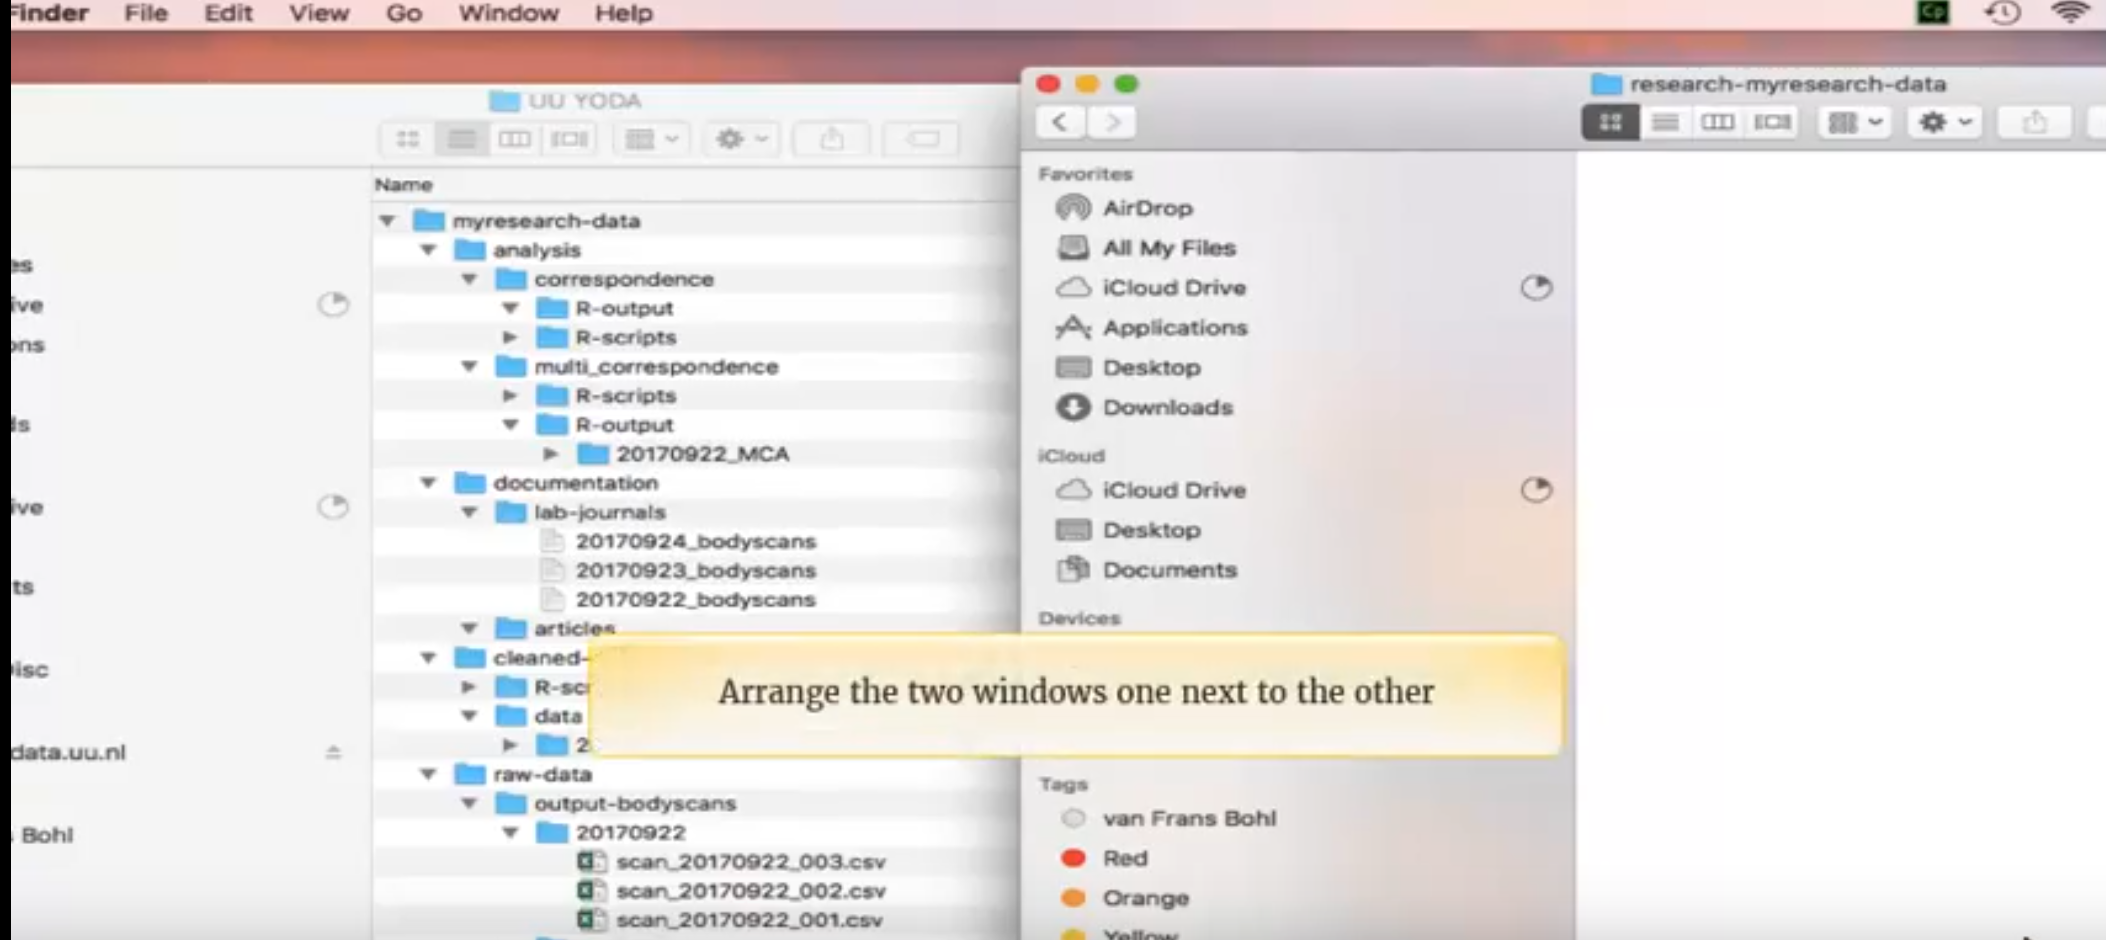 Finder File Edit View Go Window Help
Cp
UU YODA
Name
myresearch-data
analysis
correspondence
R-output
R-scripts
multi_correspondence
R-scripts
R-output
20170922_MCA
documentation
lab-journals
20170924_bodyscans
20170923_bodyscans
20170922_bodyscans
articles
cleaned-
R-scr
data
2
raw-data
output-bodyscans
20170922
scan_20170922_003.csv
scan_20170922_002.csv
scan_20170922_001.csv
es
ive
ons
ls
ive
ts
isc
data.uu.nl
Bohl
research-myresearch-data
Favorites
AirDrop
All My Files
iCloud Drive
Applications
Desktop
Downloads
iCloud
iCloud Drive
Desktop
Documents
Devices
Arrange the two windows one next to the other
Tags
van Frans Bohl
Red
Orange
Yellow